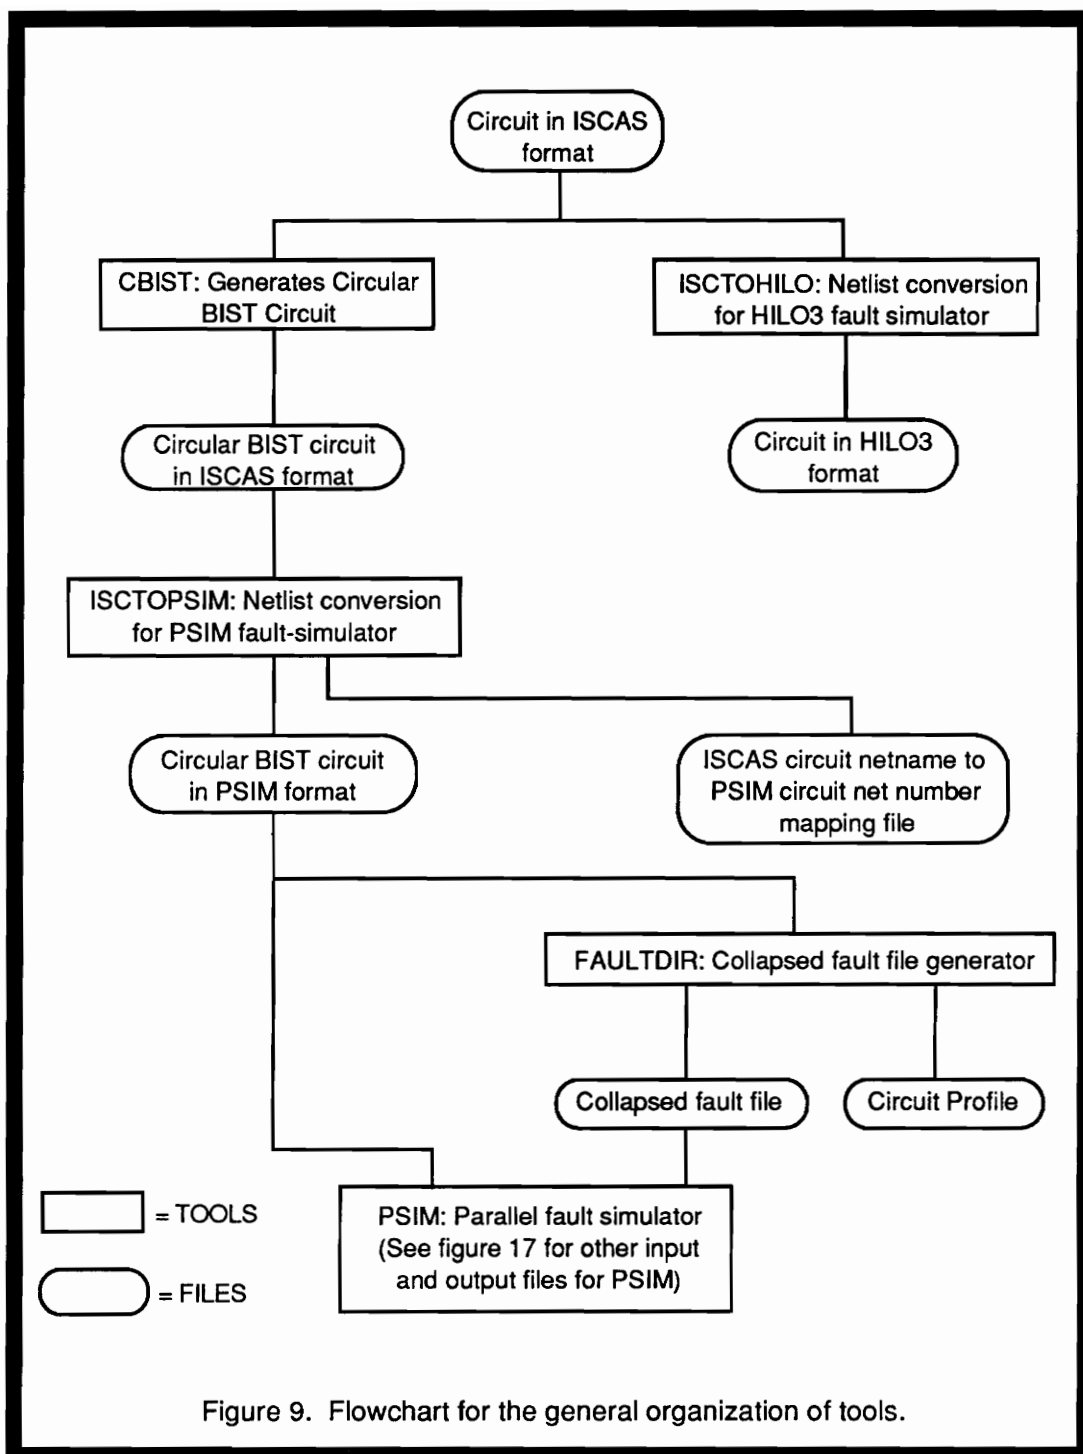 Circuit in ISCAS
format
CBIST: Generates Circular
BIST Circuit
ISCTOHILO: Netlist conversion
for HILO3 fault simulator
Circular BIST circuit
in ISCAS format
Circuit in HILO3
format
ISCTOPSIM: Netlist conversion
for PSIM fault-simulator
Circular BIST circuit
in PSIM format
ISCAS circuit netname to
PSIM circuit net number
mapping file
FAULTDIR: Collapsed fault file generator
Collapsed fault file
Circuit Profile
PSIM: Parallel fault simulator
(See figure 17 for other input
and output files for PSIM)
= TOOLS
= FILES
Figure 9. Flowchart for the general organization of tools.